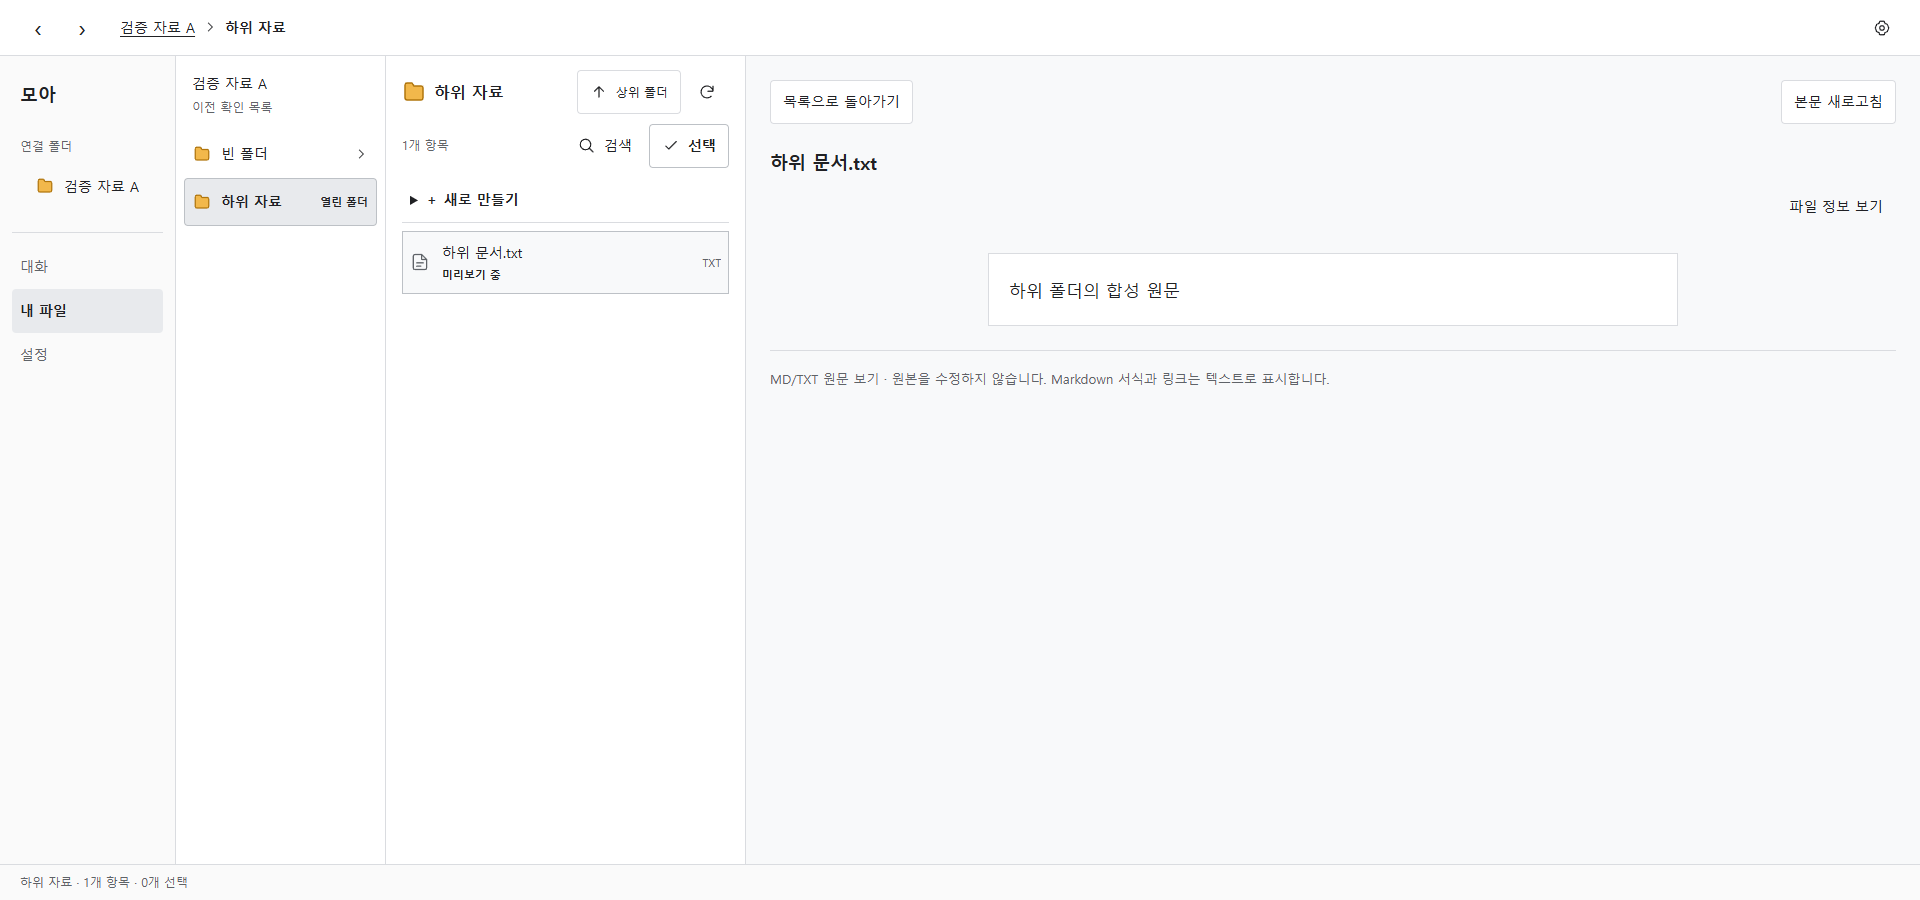 검증 자료 A > 하위 자료
모아
연결 폴더
검증 자료 A
대화
내 파일
설정
검증 자료 A
이전 확인 목록
빈 폴더
하위 자료 열린 폴더
하위 자료 상위 폴더
1개 항목 검색 선택
+ 새로 만들기
하위 문서.txt
미리보기 중
TXT
목록으로 돌아가기 본문 새로고침
하위 문서.txt
파일 정보 보기
하위 폴더의 합성 원문
MD/TXT 원문 보기 · 원본을 수정하지 않습니다. Markdown 서식과 링크는 텍스트로 표시합니다.
하위 자료 · 1개 항목 · 0개 선택